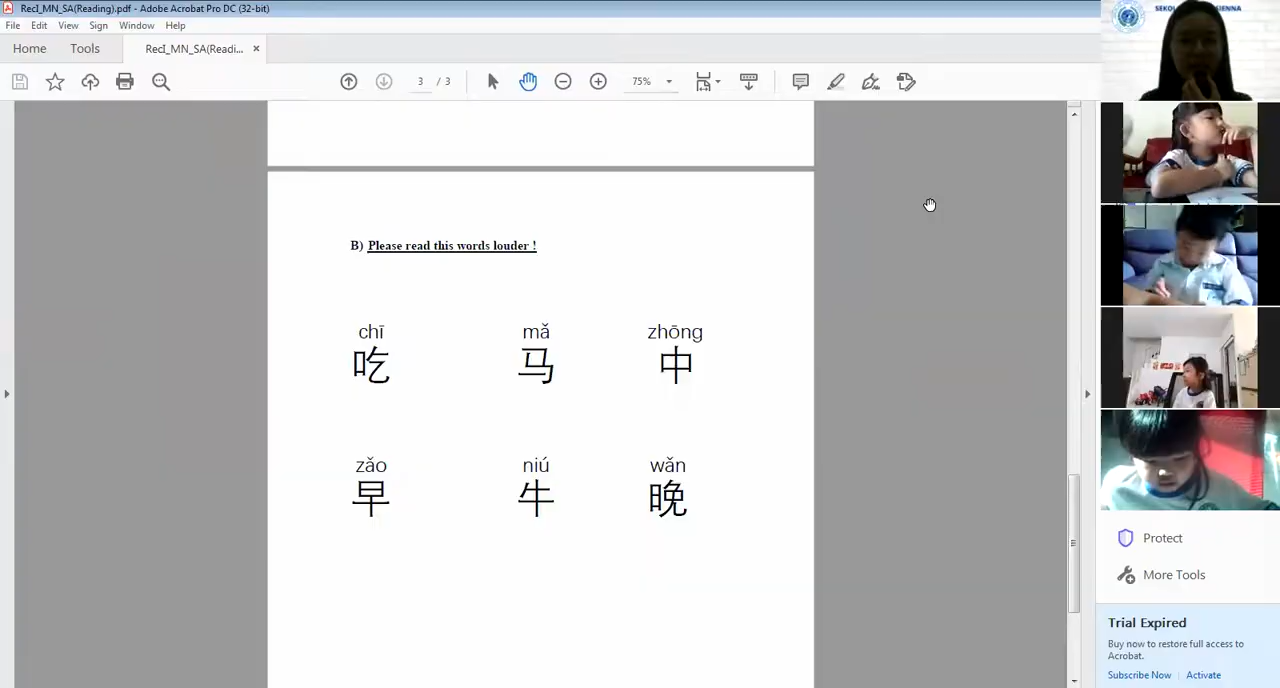 RecI_MN_SA(Reading).pdf - Adobe Acrobat Pro DC (32-bit)
File Edit View Sign Window Help
Home Tools RecI_MN_SA(Readi... ×
3 / 3 75%
B) Please read this words louder !
chī mǎ zhōng
吃 马 中
zǎo niú wǎn
早 牛 晚
Protect
More Tools
Trial Expired
Buy now to restore full access to
Acrobat.
Subscribe Now Activate